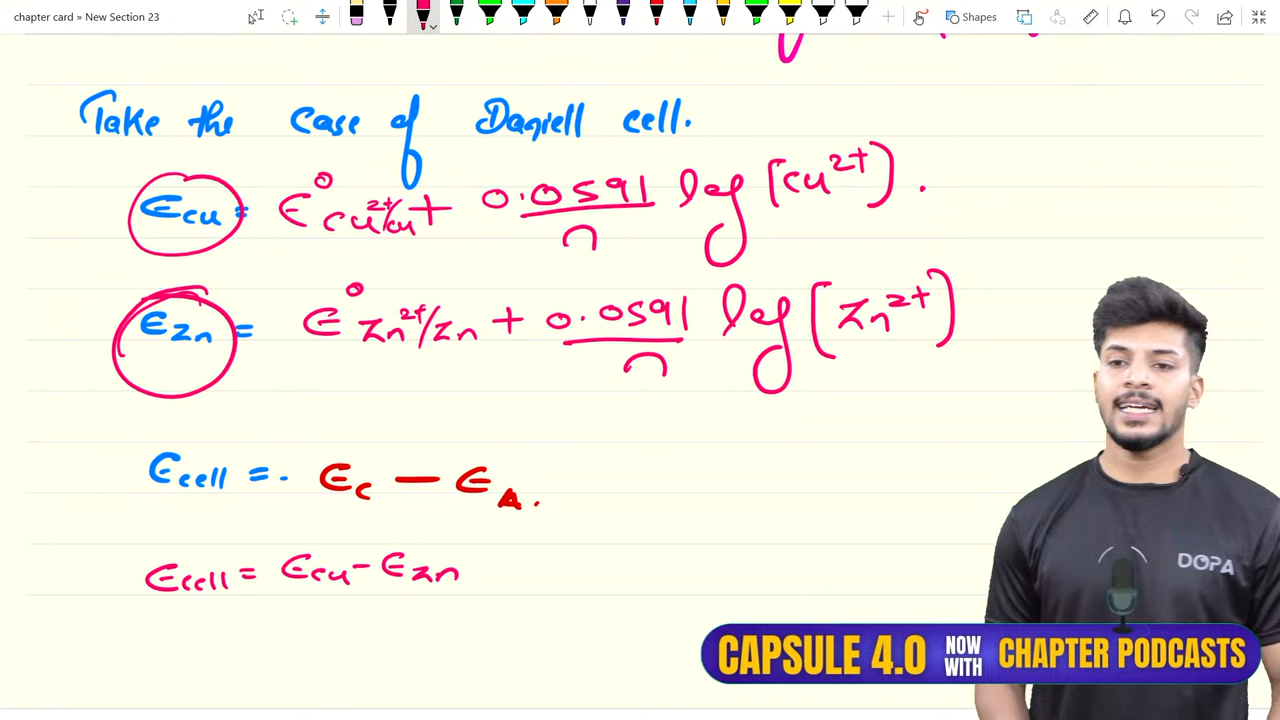 chapter card » New Section 23
Shapes
Take the case of Daniell cell.
ECu = E°Cu²⁺/Cu + 0.0591/n log [Cu²⁺].
EZn = E°Zn²⁺/Zn + 0.0591/n log [Zn²⁺]
Ecell =. EC — EA.
Ecell = ECu - EZn
DOPA
CAPSULE 4.0 NOW WITH CHAPTER PODCASTS